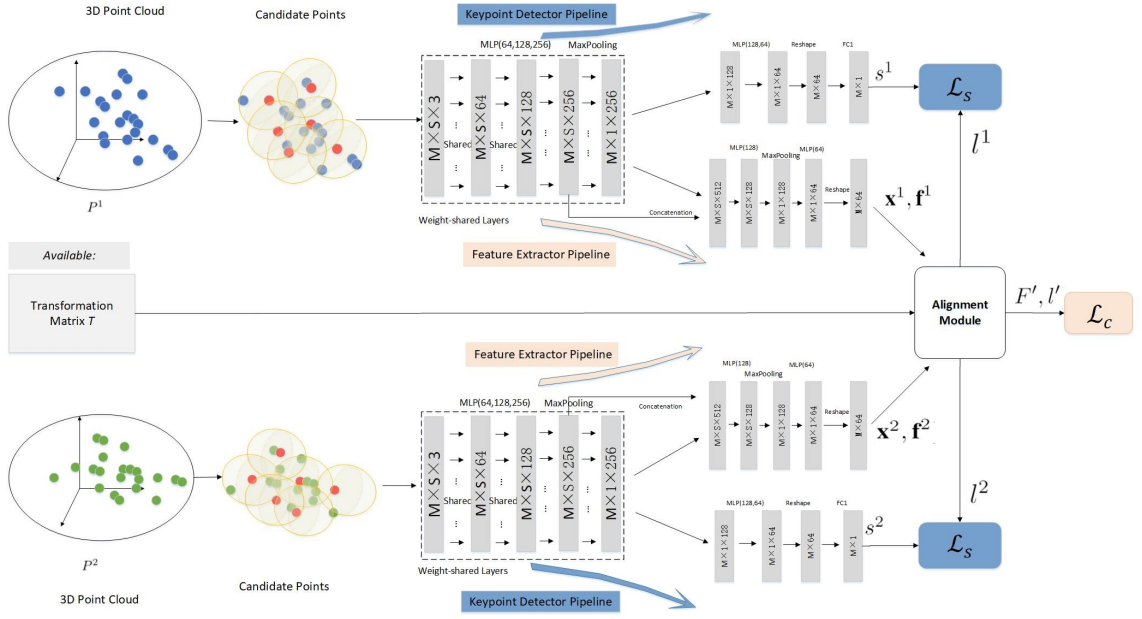 3D Point Cloud
Candidate Points
Keypoint Detector Pipeline
MLP(64,128,256)
MaxPooling
M×S×3
Shared
M×S×64
Shared
M×S×128
M×S×256
M×1×256
...
...
...
...
...
...
...
...
Weight-shared Layers
P¹
MLP(128,64)
Reshape
FC1
M×1×128
M×1×64
M×64
M×1
s¹
ℒs
l¹
MLP(128)
MaxPooling
MLP(64)
Reshape
Concatenation
M×S×512
M×S×128
M×1×128
M×1×64
M×64
x¹, f¹
Feature Extractor Pipeline
Available:
Transformation
Matrix T
Alignment
Module
F′, l′
ℒc
Feature Extractor Pipeline
MLP(64,128,256)
MaxPooling
Concatenation
MLP(128)
MaxPooling
MLP(64)
Reshape
M×S×512
M×S×128
M×1×128
M×1×64
M×64
x², f²
M×S×3
Shared
M×S×64
Shared
M×S×128
M×S×256
M×1×256
...
...
...
...
...
...
...
...
Weight-shared Layers
l²
MLP(128,64)
Reshape
FC1
M×1×128
M×1×64
M×64
M×1
s²
ℒs
P²
3D Point Cloud
Candidate Points
Keypoint Detector Pipeline